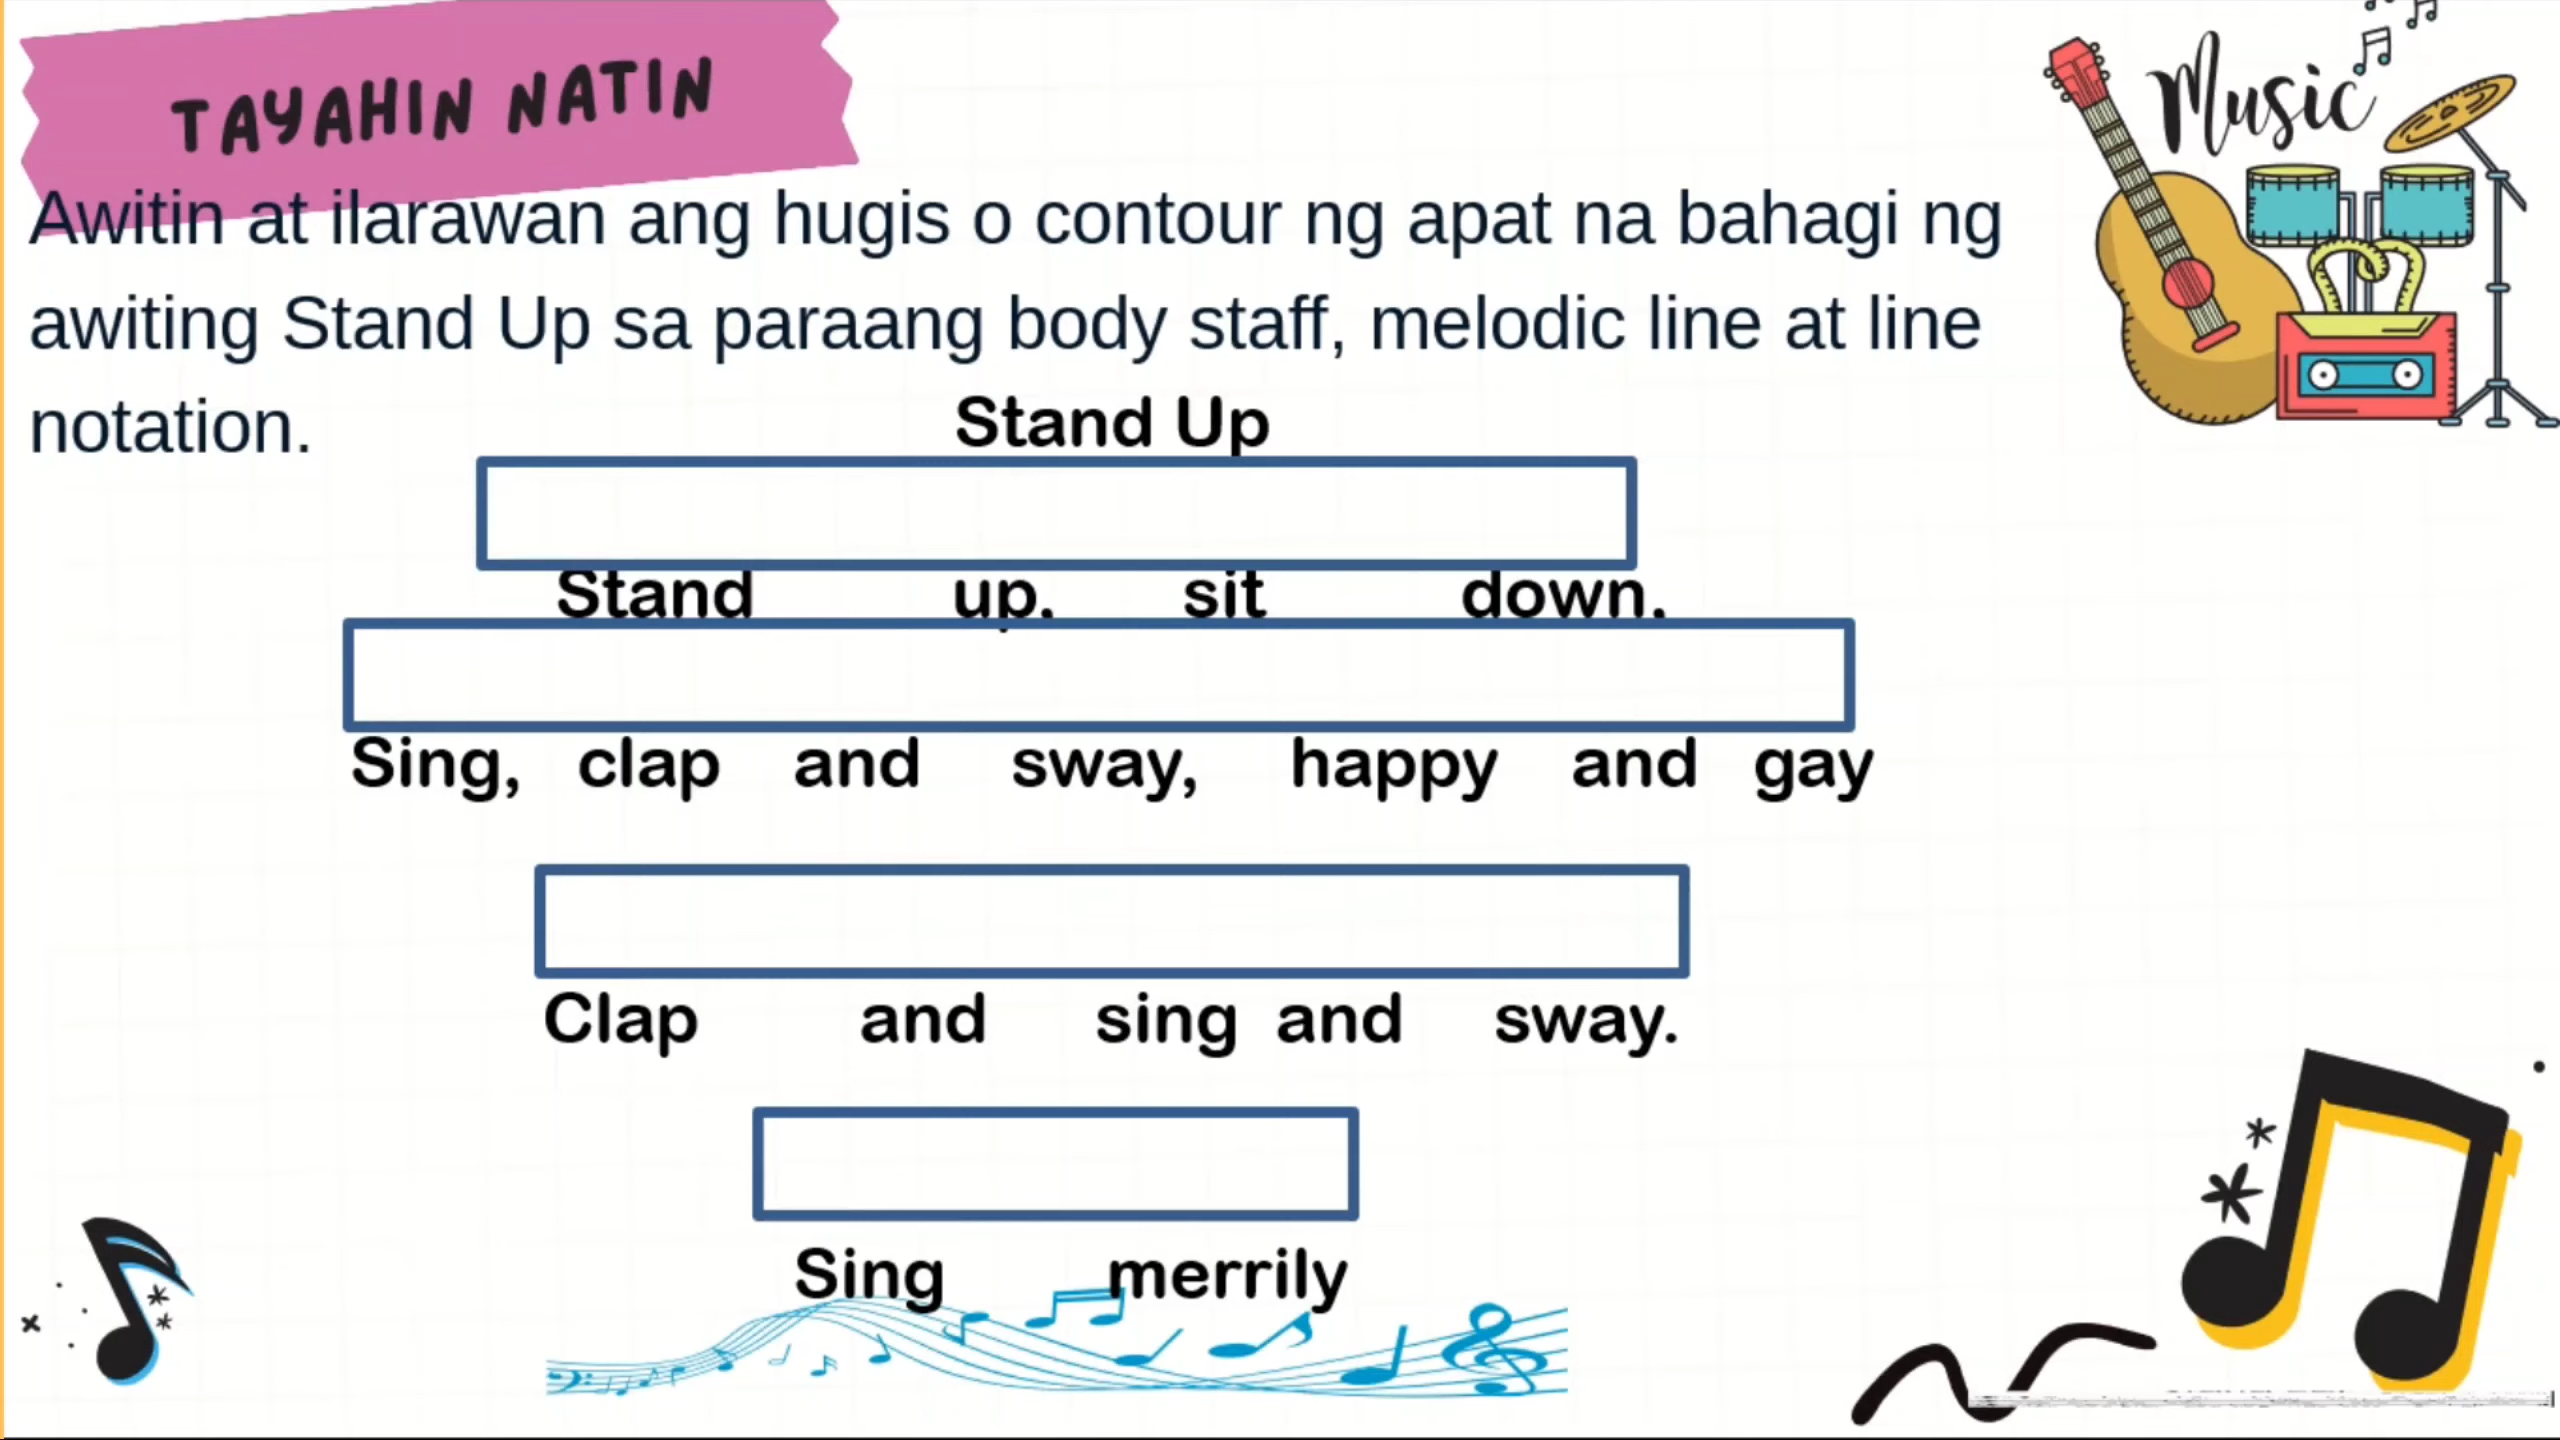 TAYAHIN NATIN
Music
Awitin at ilarawan ang hugis o contour ng apat na bahagi ng
awiting Stand Up sa paraang body staff, melodic line at line
notation.
Stand Up
Stand up, sit down,
Sing, clap and sway, happy and gay
Clap and sing and sway.
Sing merrily